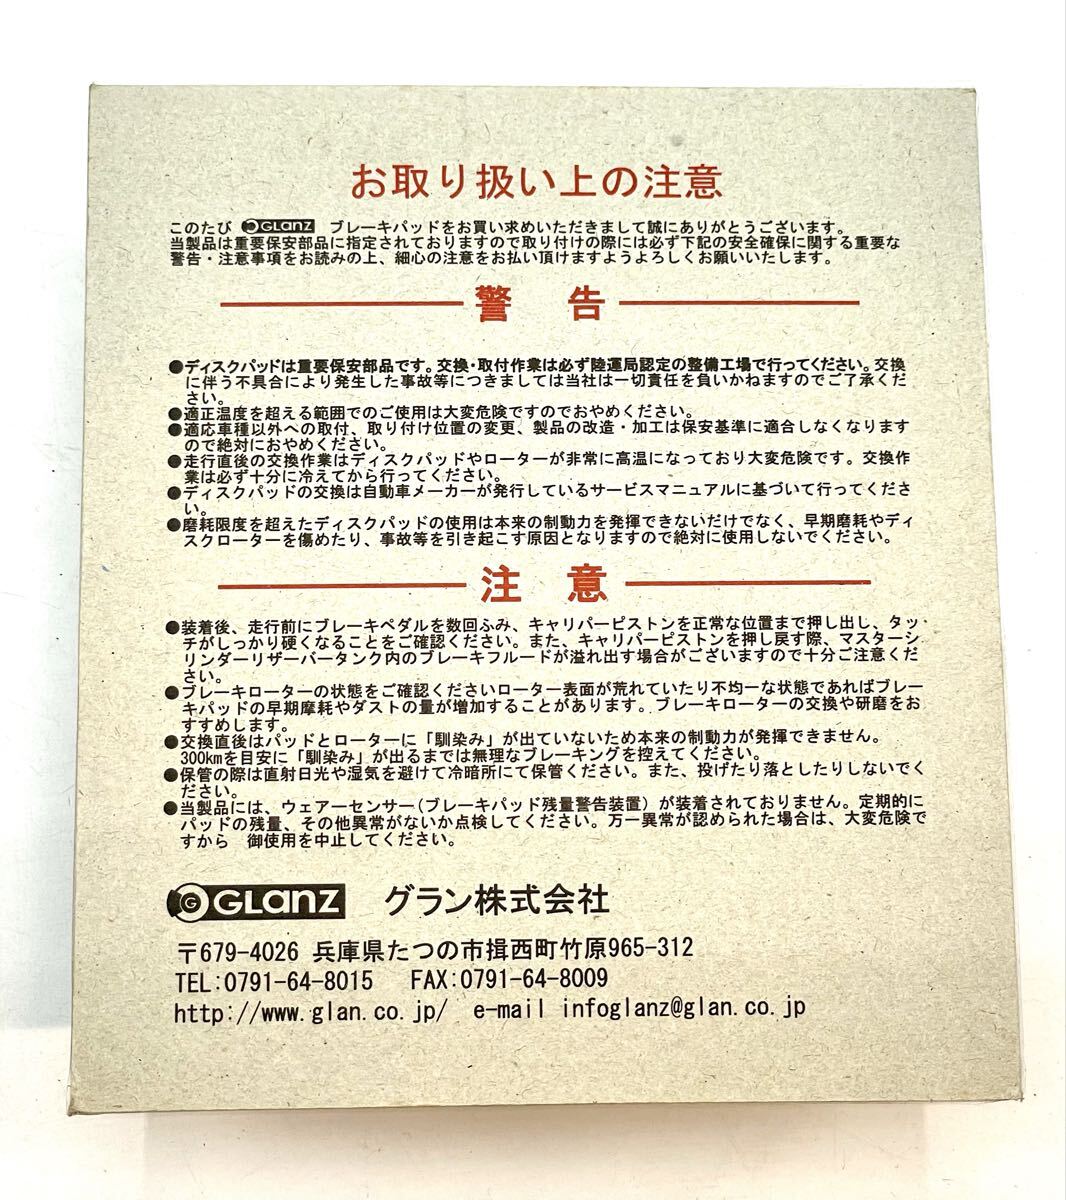 お取り扱い上の注意
このたび GLanz ブレーキパッドをお買い求めいただきまして誠にありがとうございます。
当製品は重要保安部品に指定されておりますので取り付けの際には必ず下記の安全確保に関する重要な
警告・注意事項をお読みの上、細心の注意をお払い頂けますようよろしくお願いいたします。
警 告
●ディスクパッドは重要保安部品です。交換・取付作業は必ず陸運局認定の整備工場で行ってください。交換
に伴う不具合により発生した事故等につきましては当社は一切責任を負いかねますのでご了承くだ
さい。
●適正温度を超える範囲でのご使用は大変危険ですのでおやめください。
●適応車種以外への取付、取り付け位置の変更、製品の改造・加工は保安基準に適合しなくなります
ので絶対におやめください。
●走行直後の交換作業はディスクパッドやローターが非常に高温になっており大変危険です。交換作
業は必ず十分に冷えてから行ってください。
●ディスクパッドの交換は自動車メーカーが発行しているサービスマニュアルに基づいて行ってくださ
い。
●磨耗限度を超えたディスクパッドの使用は本来の制動力を発揮できないだけでなく、早期磨耗やディ
スクローターを傷めたり、事故等を引き起こす原因となりますので絶対に使用しないでください。
注 意
●装着後、走行前にブレーキペダルを数回ふみ、キャリパーピストンを正常な位置まで押し出し、タッ
チがしっかり硬くなることをご確認ください。また、キャリパーピストンを押し戻す際、マスターシ
リンダーリザーバータンク内のブレーキフルードが溢れ出す場合がございますので十分ご注意くだ
さい。
●ブレーキローターの状態をご確認くださいローター表面が荒れていたり不均一な状態であればブレー
キパッドの早期摩耗やダストの量が増加することがあります。ブレーキローターの交換や研磨をお
すすめします。
●交換直後はパッドとローターに「馴染み」が出ていないため本来の制動力が発揮できません。
300kmを目安に「馴染み」が出るまでは無理なブレーキングを控えてください。
●保管の際は直射日光や湿気を避けて冷暗所にて保管ください。また、投げたり落としたりしないでく
ださい。
●当製品には、ウェアーセンサー(ブレーキパッド残量警告装置)が装着されておりません。定期的に
パッドの残量、その他異常がないか点検してください。万一異常が認められた場合は、大変危険で
すから 御使用を中止してください。
G GLanz グラン株式会社
〒679-4026 兵庫県たつの市揖西町竹原965-312
TEL:0791-64-8015 FAX:0791-64-8009
http://www.glan.co.jp/ e-mail infoglanz@glan.co.jp